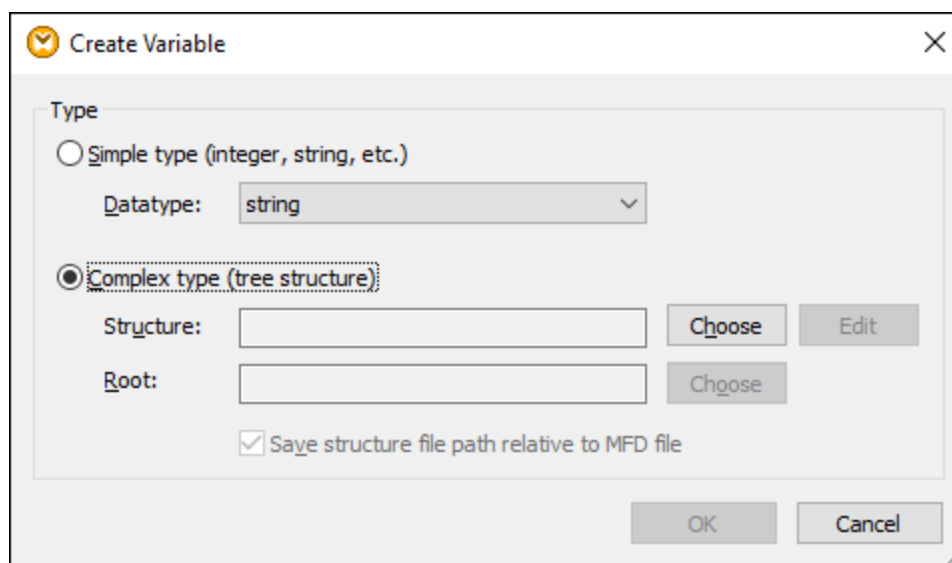 Create Variable
Type
Simple type (integer, string, etc.)
Datatype: string
Complex type (tree structure)
Structure: Choose Edit
Root: Choose
Save structure file path relative to MFD file
OK Cancel